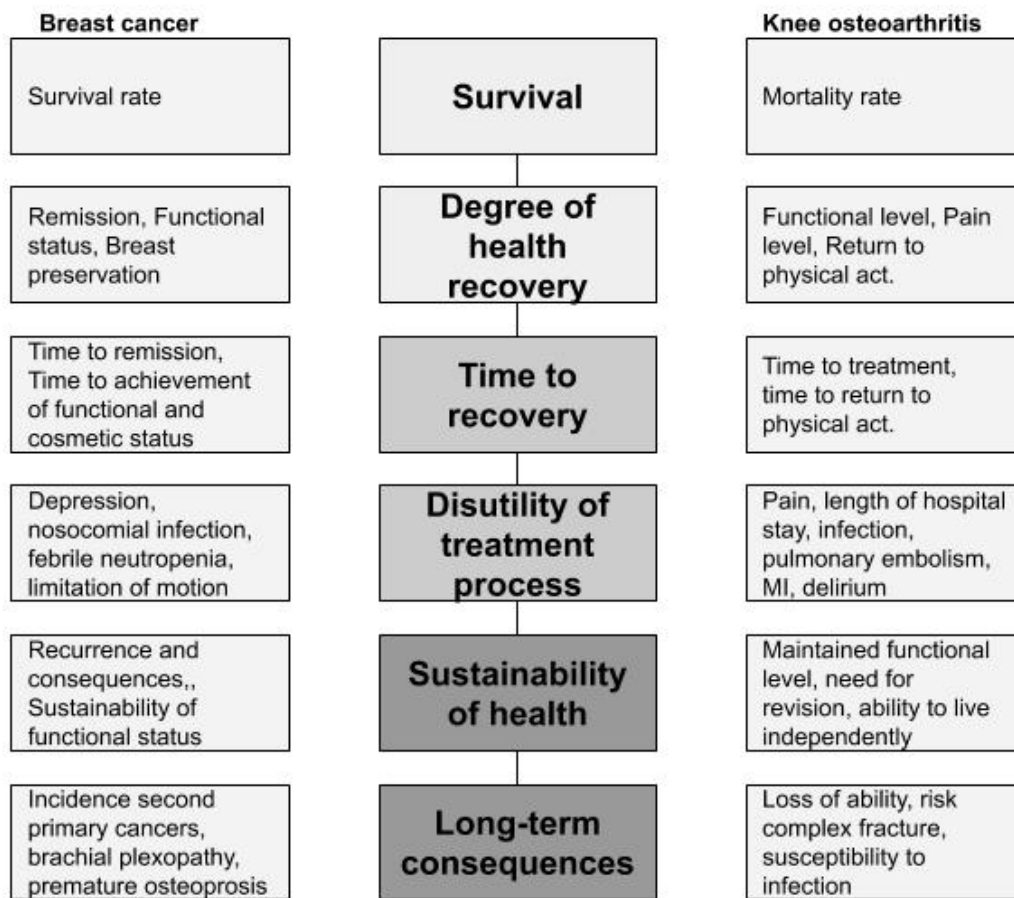 Breast cancer
Knee osteoarthritis
Survival rate
Survival
Mortality rate
Remission, Functional
status, Breast
preservation
Degree of
health
recovery
Functional level, Pain
level, Return to
physical act.
Time to remission,
Time to achievement
of functional and
cosmetic status
Time to
recovery
Time to treatment,
time to return to
physical act.
Depression,
nosocomial infection,
febrile neutropenia,
limitation of motion
Disutility of
treatment
process
Pain, length of hospital
stay, infection,
pulmonary embolism,
MI, delirium
Recurrence and
consequences,,
Sustainability of
functional status
Sustainability
of health
Maintained functional
level, need for
revision, ability to live
independently
Incidence second
primary cancers,
brachial plexopathy,
premature osteoprosis
Long-term
consequences
Loss of ability, risk
complex fracture,
susceptibility to
infection